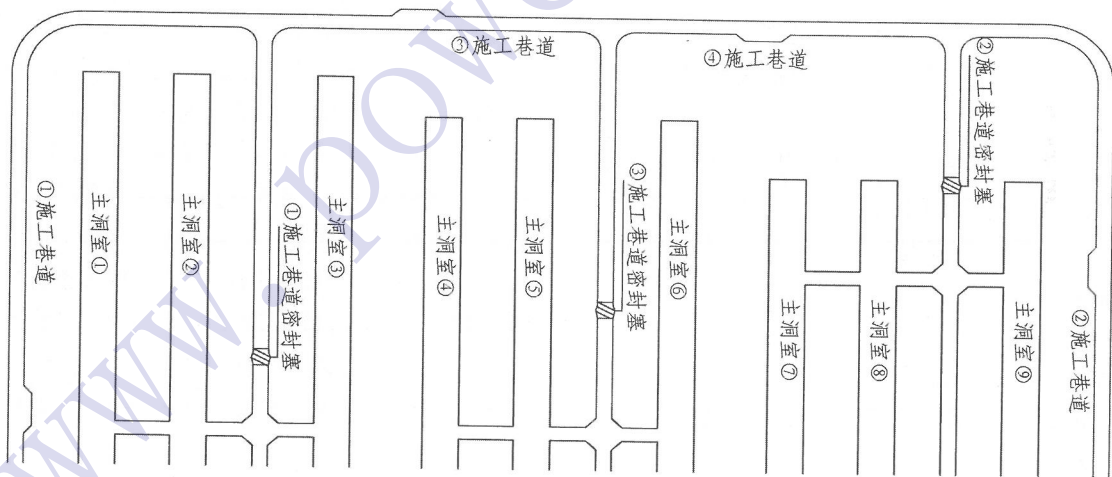 ③施工巷道
④施工巷道
②施工巷道密封塞
①施工巷道
主洞室①
主洞室②
①施工巷道密封塞
主洞室③
主洞室④
主洞室⑤
③施工巷道密封塞
主洞室⑥
主洞室⑦
主洞室⑧
主洞室⑨
②施工巷道
www.pow